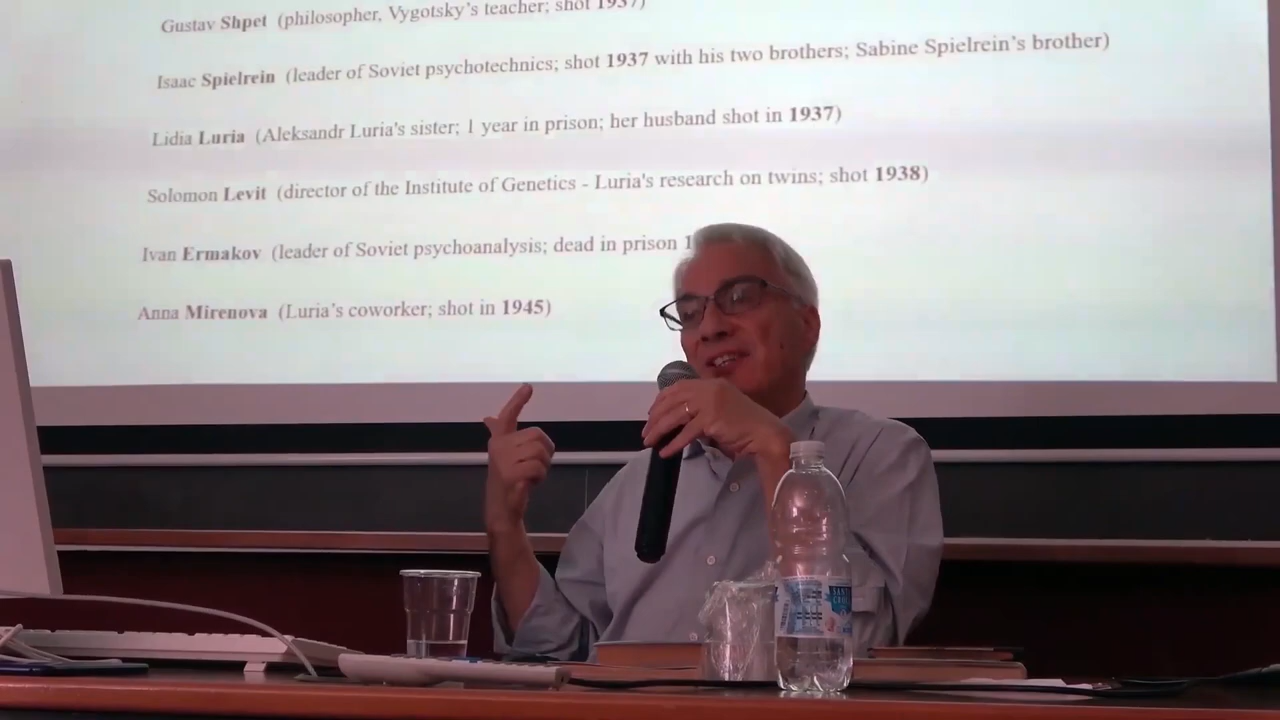 Gustav Shpet (philosopher, Vygotsky's teacher; shot 1937)
Isaac Spielrein (leader of Soviet psychotechnics; shot 1937 with his two brothers; Sabine Spielrein's brother)
Lidia Luria (Aleksandr Luria's sister; 1 year in prison; her husband shot in 1937)
Solomon Levit (director of the Institute of Genetics - Luria's research on twins; shot 1938)
Ivan Ermakov (leader of Soviet psychoanalysis; dead in prison 1
Anna Mirenova (Luria's coworker; shot in 1945)